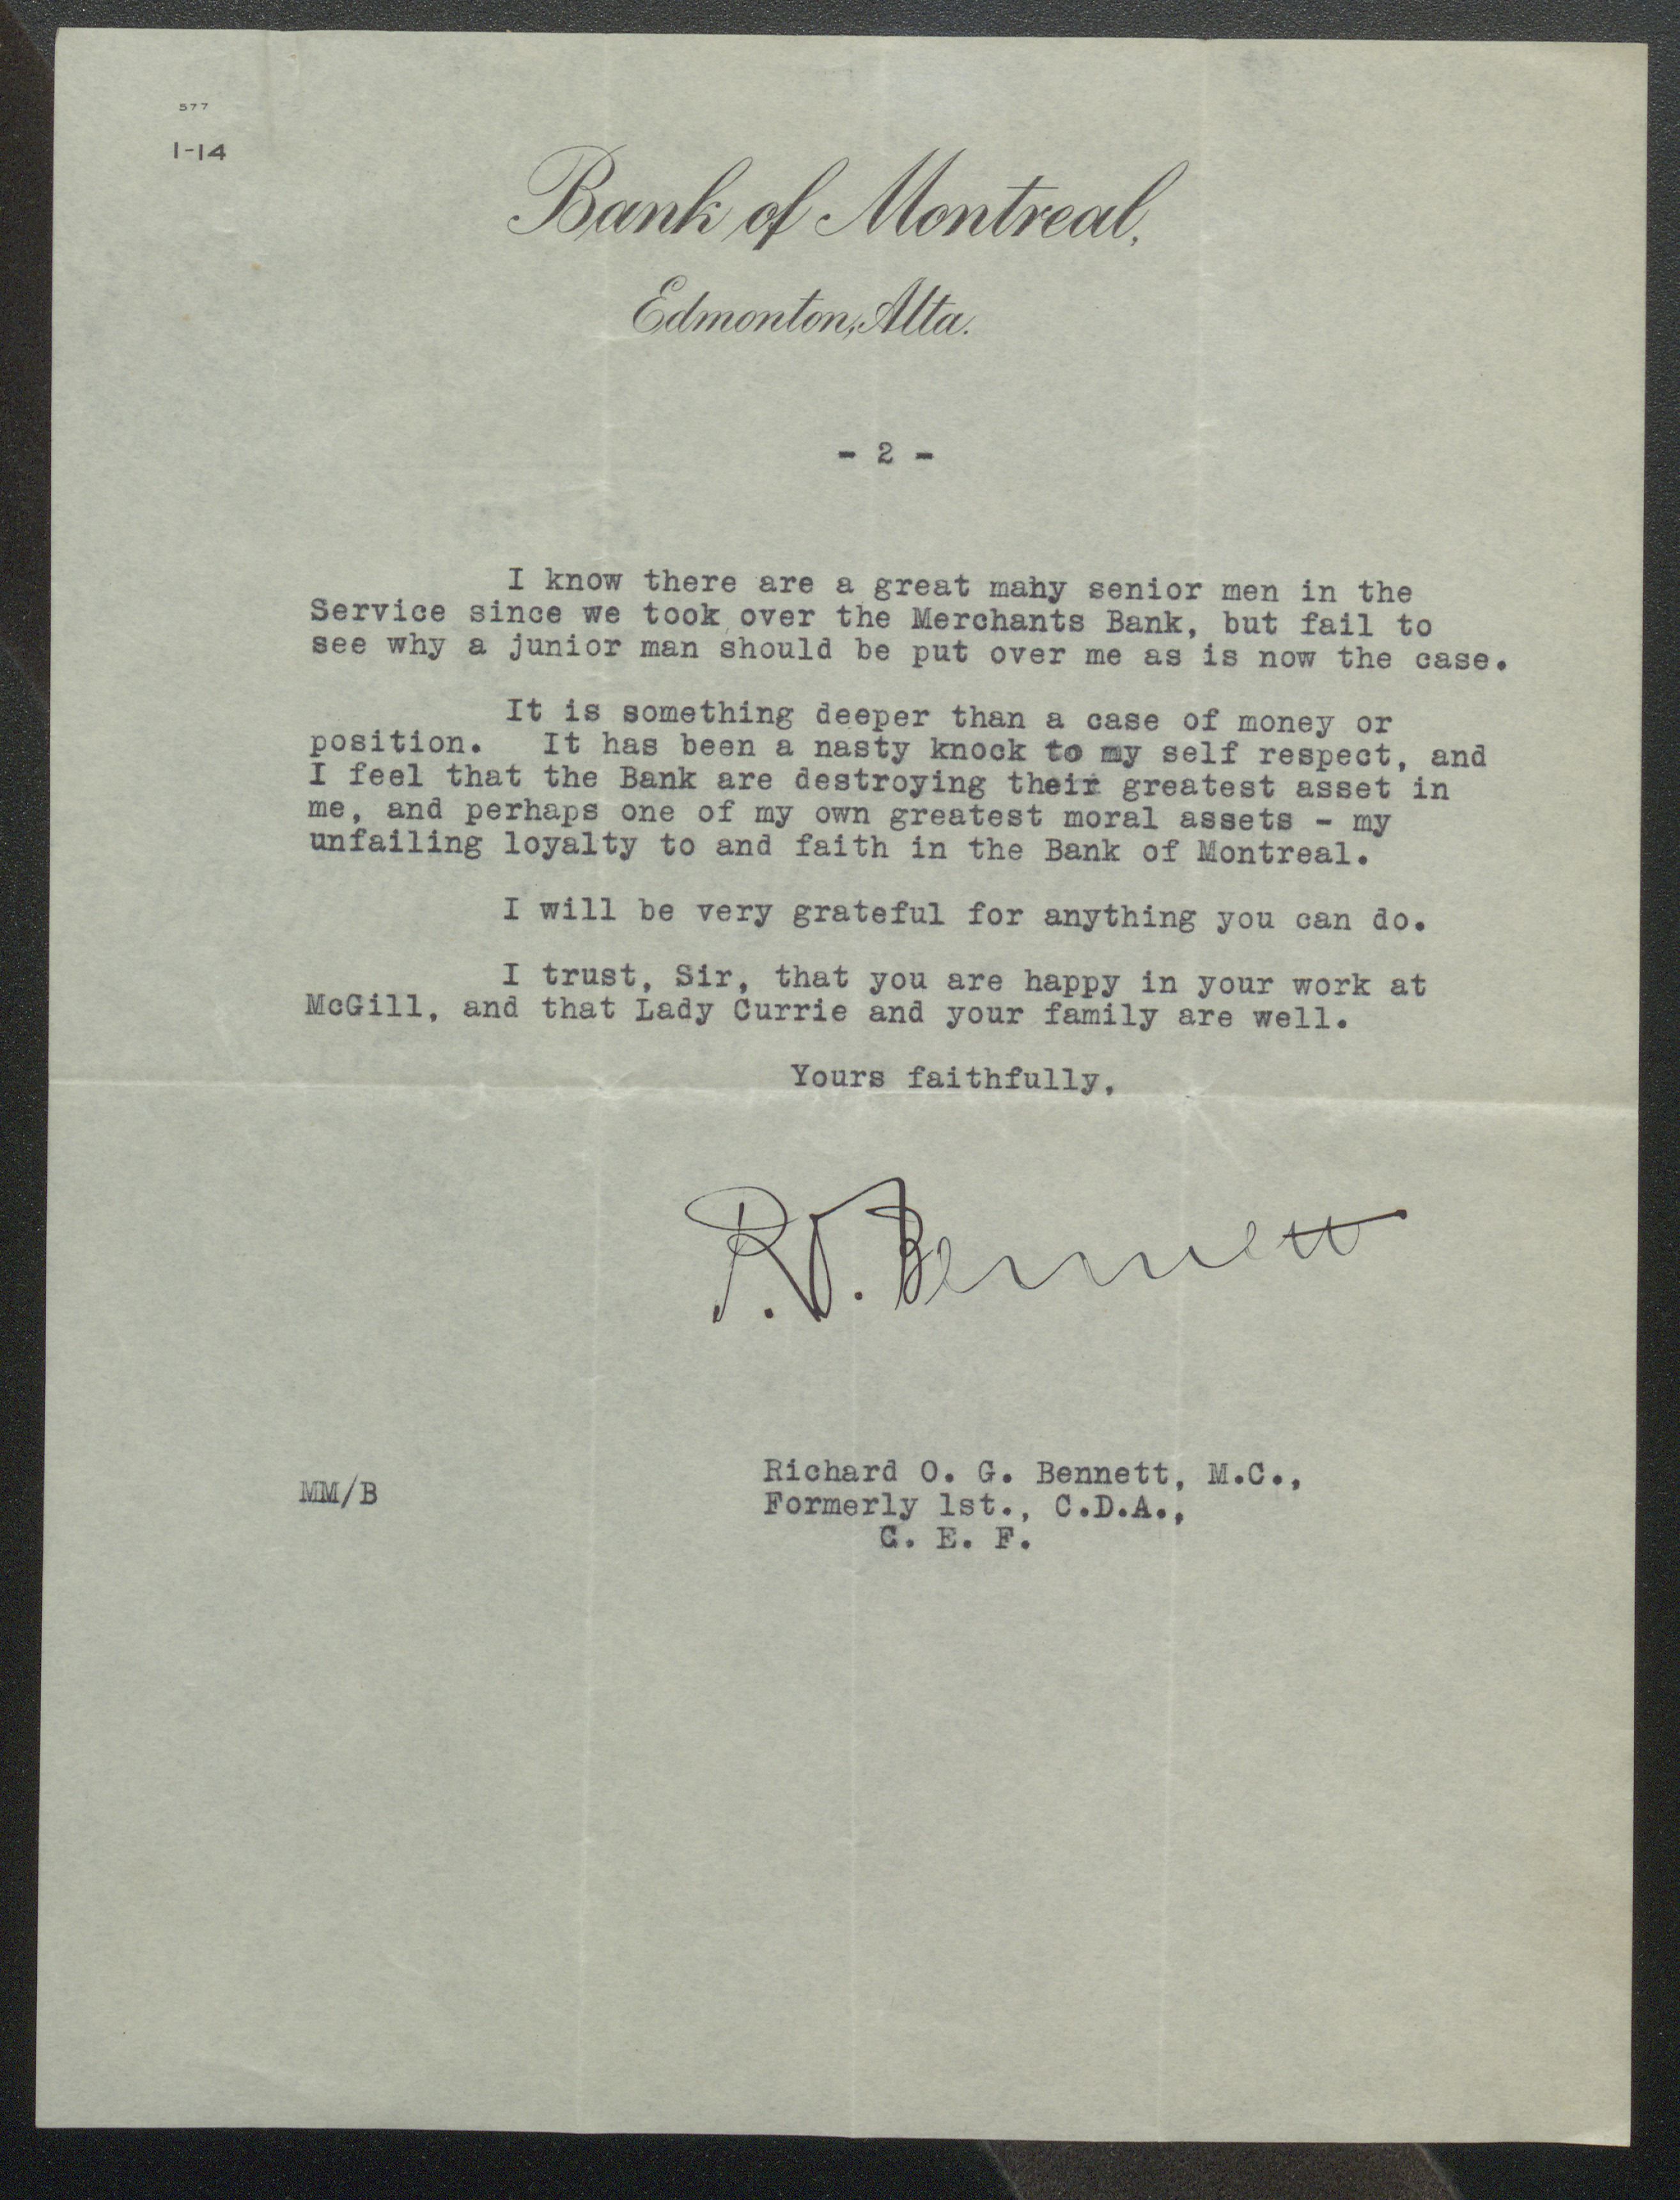 577
1-14
Bank of Montreal,
Edmonton, Alta.
- 2 -
I know there are a great mahy senior men in the
Service since we took over the Merchants Bank, but fail to
see why a junior man should be put over me as is now the case.
It is something deeper than a case of money or
position. It has been a nasty knock to my self respect, and
I feel that the Bank are destroying their greatest asset in
me, and perhaps one of my own greatest moral assets - my
unfailing loyalty to and faith in the Bank of Montreal.
I will be very grateful for anything you can do.
I trust, Sir, that you are happy in your work at
McGill, and that Lady Currie and your family are well.
Yours faithfully,
Bennett
Richard O. G. Bennett, M.C.,
MM/B
Formerly 1st., C.D.A.,
C. E. F.